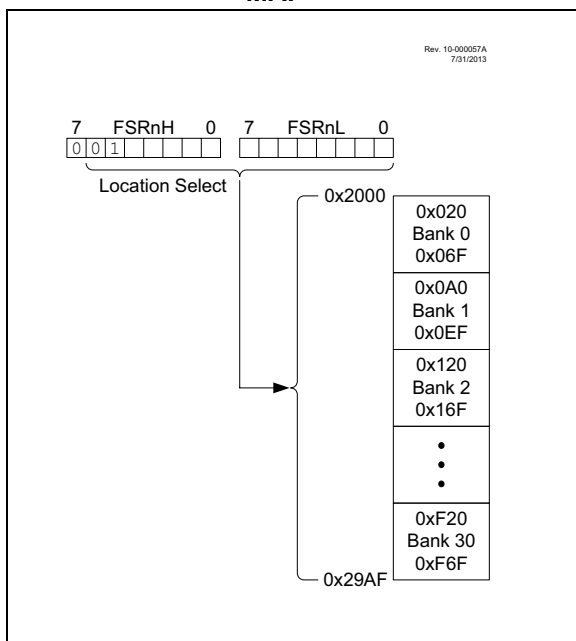 Rev. 10-000057A
7/31/2013
7 FSRnH 0 7 FSRnL 0
0 0 1
Location Select
0x2000
0x020
Bank 0
0x06F
0x0A0
Bank 1
0x0EF
0x120
Bank 2
0x16F
0xF20
Bank 30
0xF6F
0x29AF